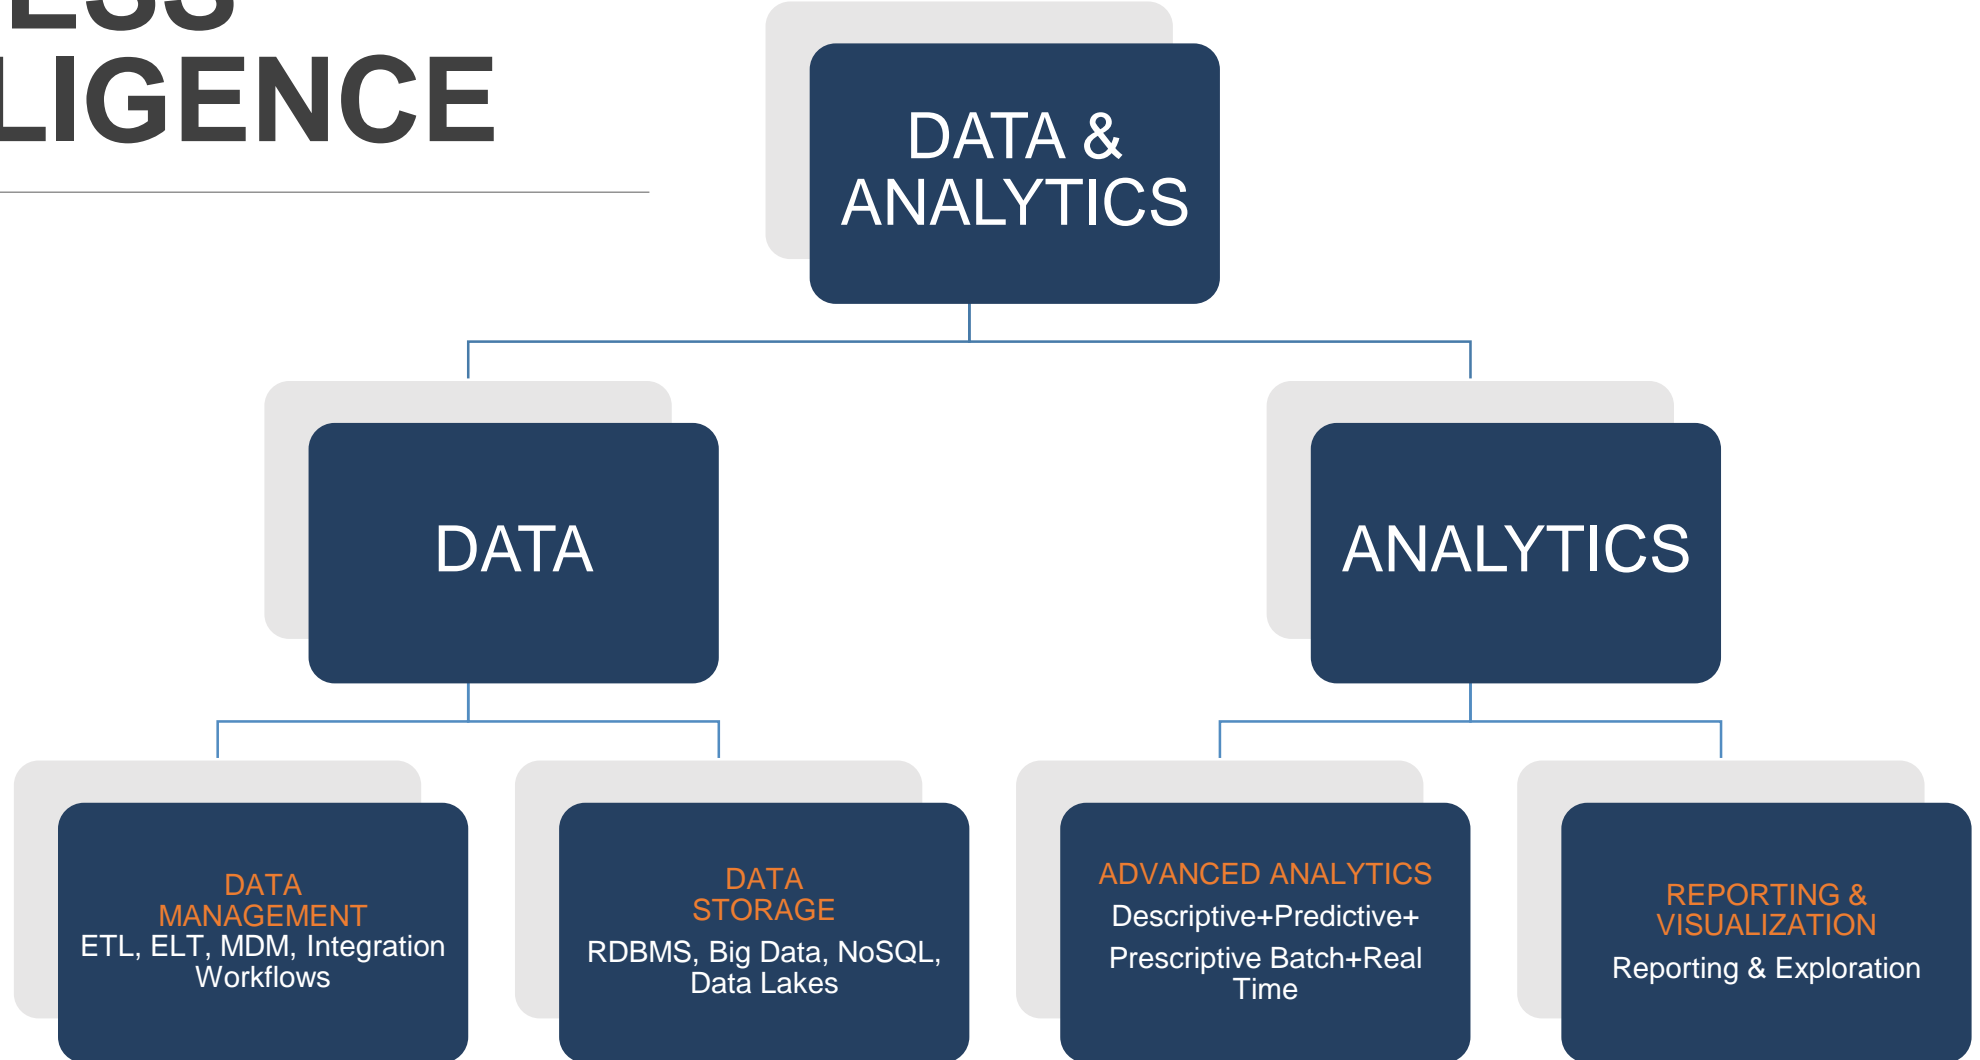 ESS
LIGENCE
DATA &
ANALYTICS
DATA
ANALYTICS
DATA
MANAGEMENT
ETL, ELT, MDM, Integration
Workflows
DATA
STORAGE
RDBMS, Big Data, NoSQL,
Data Lakes
ADVANCED ANALYTICS
Descriptive+Predictive+
Prescriptive Batch+Real
Time
REPORTING &
VISUALIZATION
Reporting & Exploration